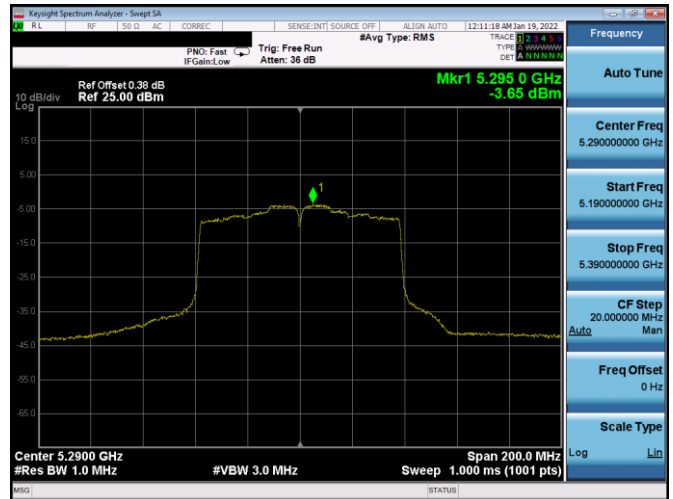 Keysight Spectrum Analyzer - Swept SA
RL RF 50 Ω AC CORREC SENSE:INT SOURCE OFF ALIGN AUTO 12:11:18 AM Jan 19, 2022
PNO: Fast
IFGain:Low
Trig: Free Run
Atten: 36 dB
#Avg Type: RMS
TRACE 1 2 3 4 5 6
TYPE A WWWWW
DET A N N N N N
Ref Offset 0.38 dB
10 dB/div Ref 25.00 dBm
Log
Mkr1 5.295 0 GHz
-3.65 dBm
15.0
5.00
-5.00
-15.0
-25.0
-35.0
-45.0
-55.0
-65.0
1
Center 5.2900 GHz Span 200.0 MHz
#Res BW 1.0 MHz #VBW 3.0 MHz Sweep 1.000 ms (1001 pts)
MSG STATUS
Frequency
Auto Tune
Center Freq
5.290000000 GHz
Start Freq
5.190000000 GHz
Stop Freq
5.390000000 GHz
CF Step
20.000000 MHz
Auto Man
Freq Offset
0 Hz
Scale Type
Log Lin